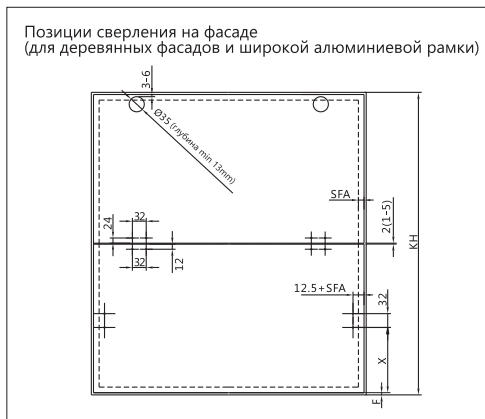 Позиции сверления на фасаде
(для деревянных фасадов и широкой алюминиевой рамки)
3-6
Ø35 (глубина min 13mm)
SFA
2(1-5)
24
32
32
12
KH
12.5+SFA
32
X
F